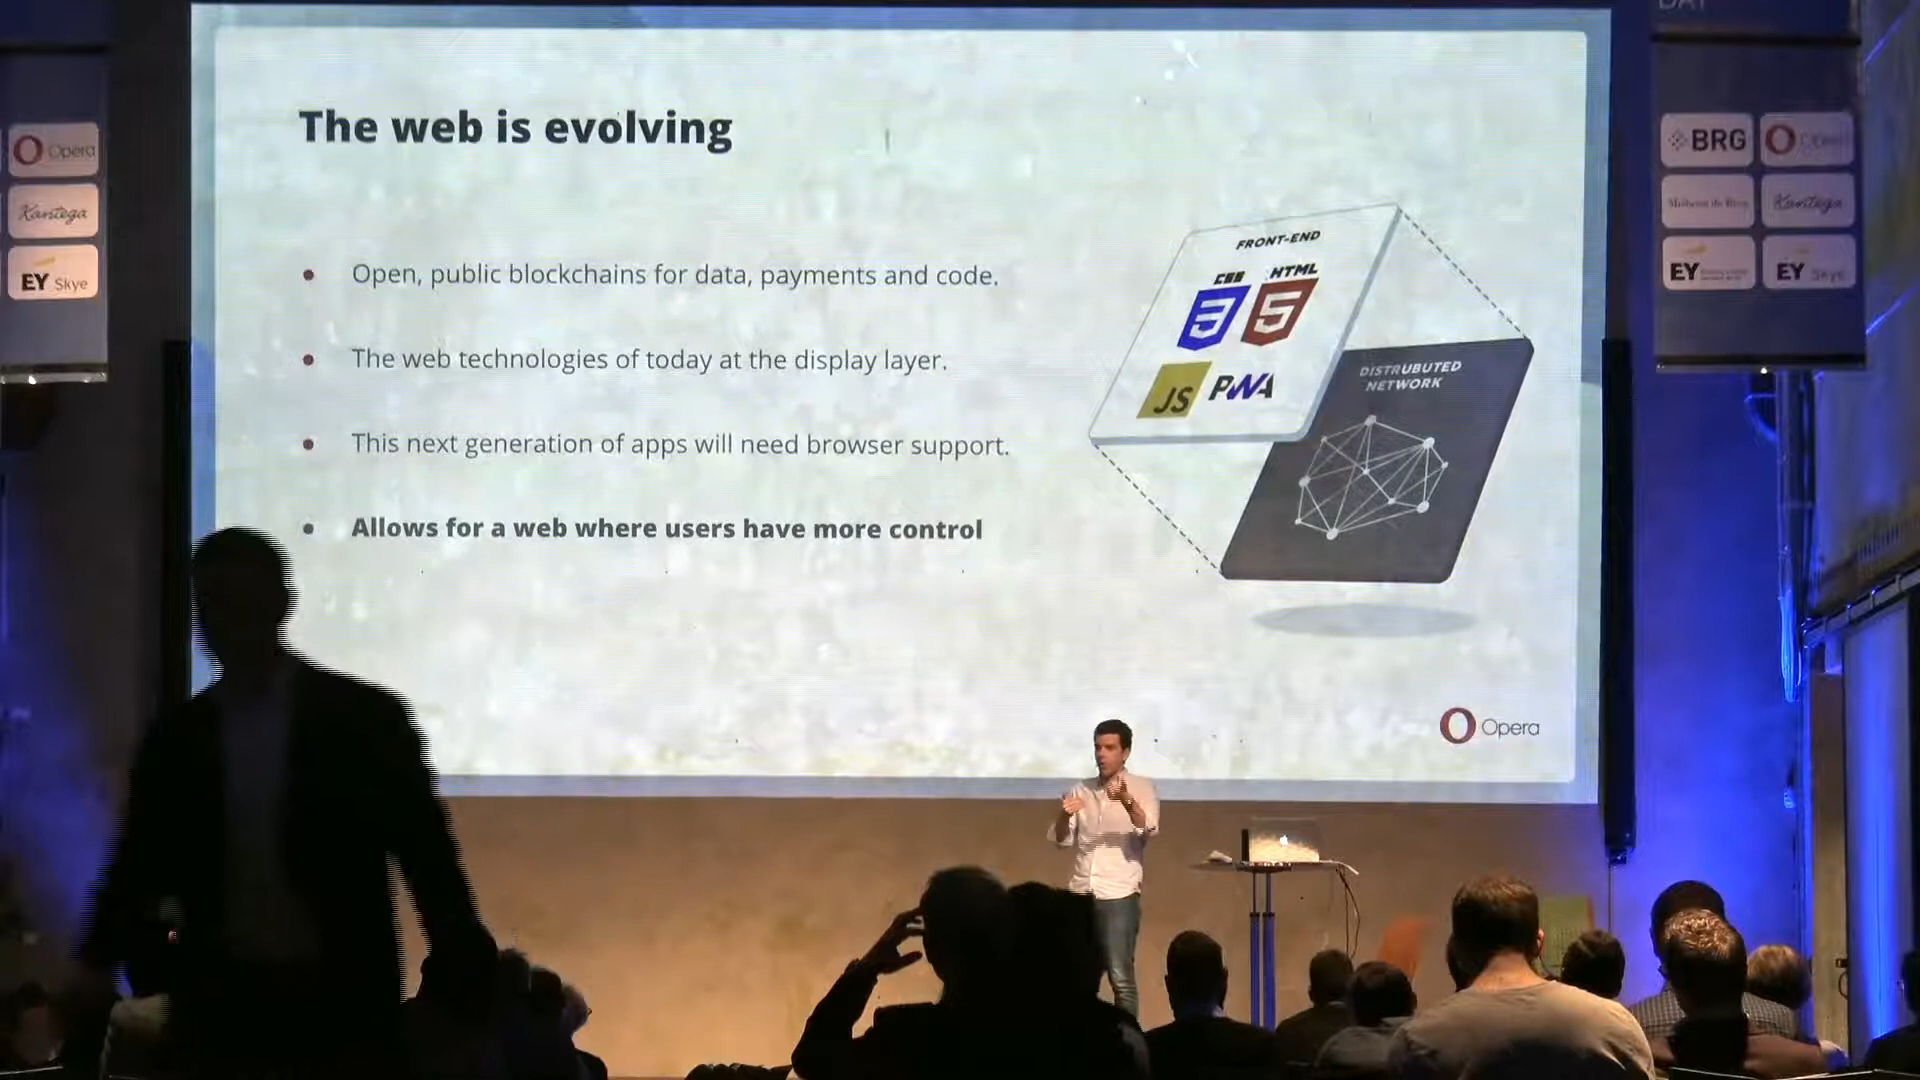 DAY
The web is evolving
Open, public blockchains for data, payments and code.
The web technologies of today at the display layer.
This next generation of apps will need browser support.
Allows for a web where users have more control
FRONT-END
CSS HTML
3 5
JS PWA
DISTRUBUTED
NETWORK
Opera
Opera
Kantega
EY Skye
BRG Opera
Kantega
EY
EY Skye